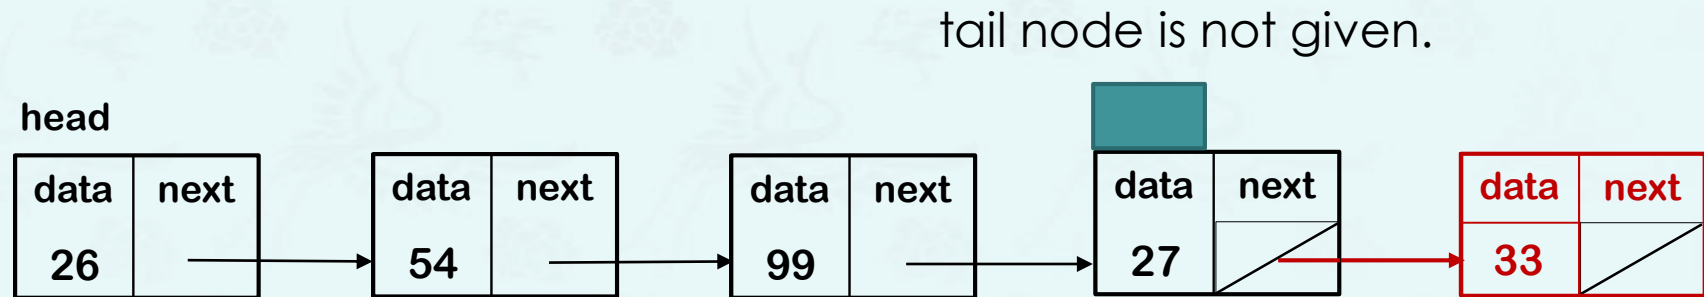 tail node is not given.
head
data next data next data next data next data next
26 54 99 27 33